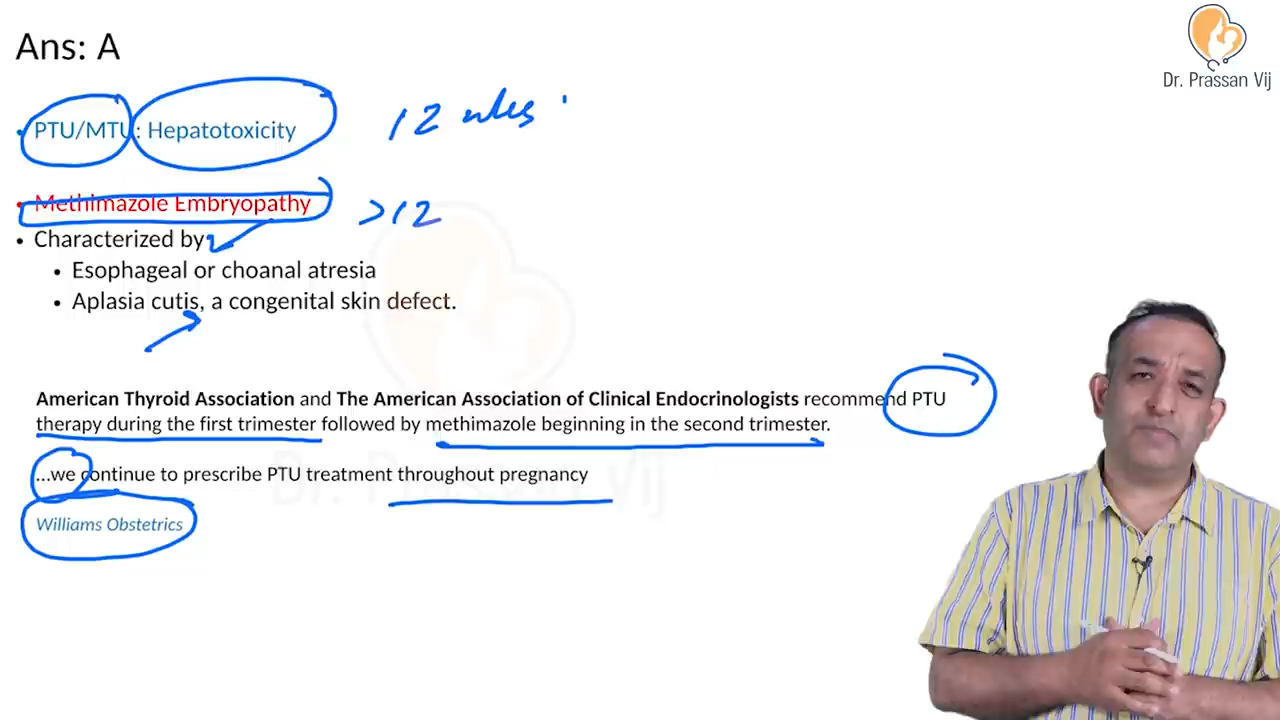 Ans: A
Dr. Prassan Vij
• PTU/MTU: Hepatotoxicity
12 wks
• Methimazole Embryopathy
>12
• Characterized by
• Esophageal or choanal atresia
• Aplasia cutis, a congenital skin defect.
American Thyroid Association and The American Association of Clinical Endocrinologists recommend PTU
therapy during the first trimester followed by methimazole beginning in the second trimester.
...we continue to prescribe PTU treatment throughout pregnancy
Dr. Prassan Vij
Williams Obstetrics